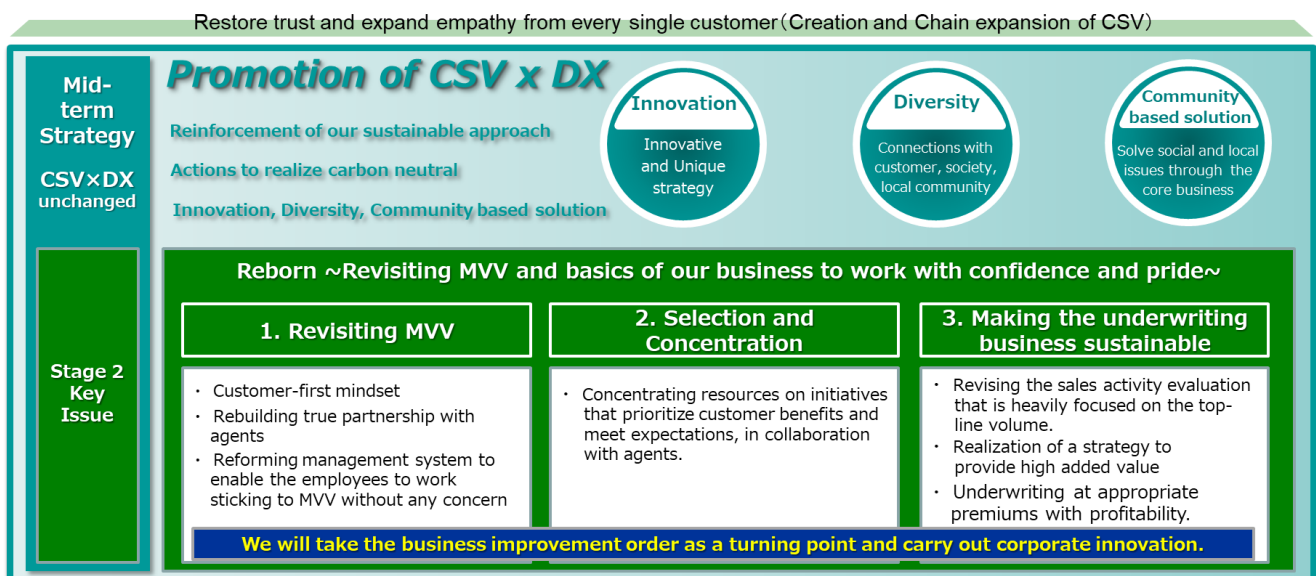 Restore trust and expand empathy from every single customer（Creation and Chain expansion of CSV）
Mid-
term
Strategy
CSV×DX
unchanged
Promotion of CSV x DX
Reinforcement of our sustainable approach
Actions to realize carbon neutral
Innovation, Diversity, Community based solution
Innovation
Innovative
and Unique
strategy
Diversity
Connections with
customer, society,
local community
Community
based solution
Solve social and local
issues through the
core business
Stage 2
Key
Issue
Reborn ~Revisiting MVV and basics of our business to work with confidence and pride~
1. Revisiting MVV
・ Customer-first mindset
・ Rebuilding true partnership with
agents
・ Reforming management system to
enable the employees to work
sticking to MVV without any concern
2. Selection and
Concentration
・ Concentrating resources on initiatives
that prioritize customer benefits and
meet expectations, in collaboration
with agents.
3. Making the underwriting
business sustainable
・ Revising the sales activity evaluation
that is heavily focused on the top-
line volume.
・ Realization of a strategy to
provide high added value
・ Underwriting at appropriate
premiums with profitability.
We will take the business improvement order as a turning point and carry out corporate innovation.